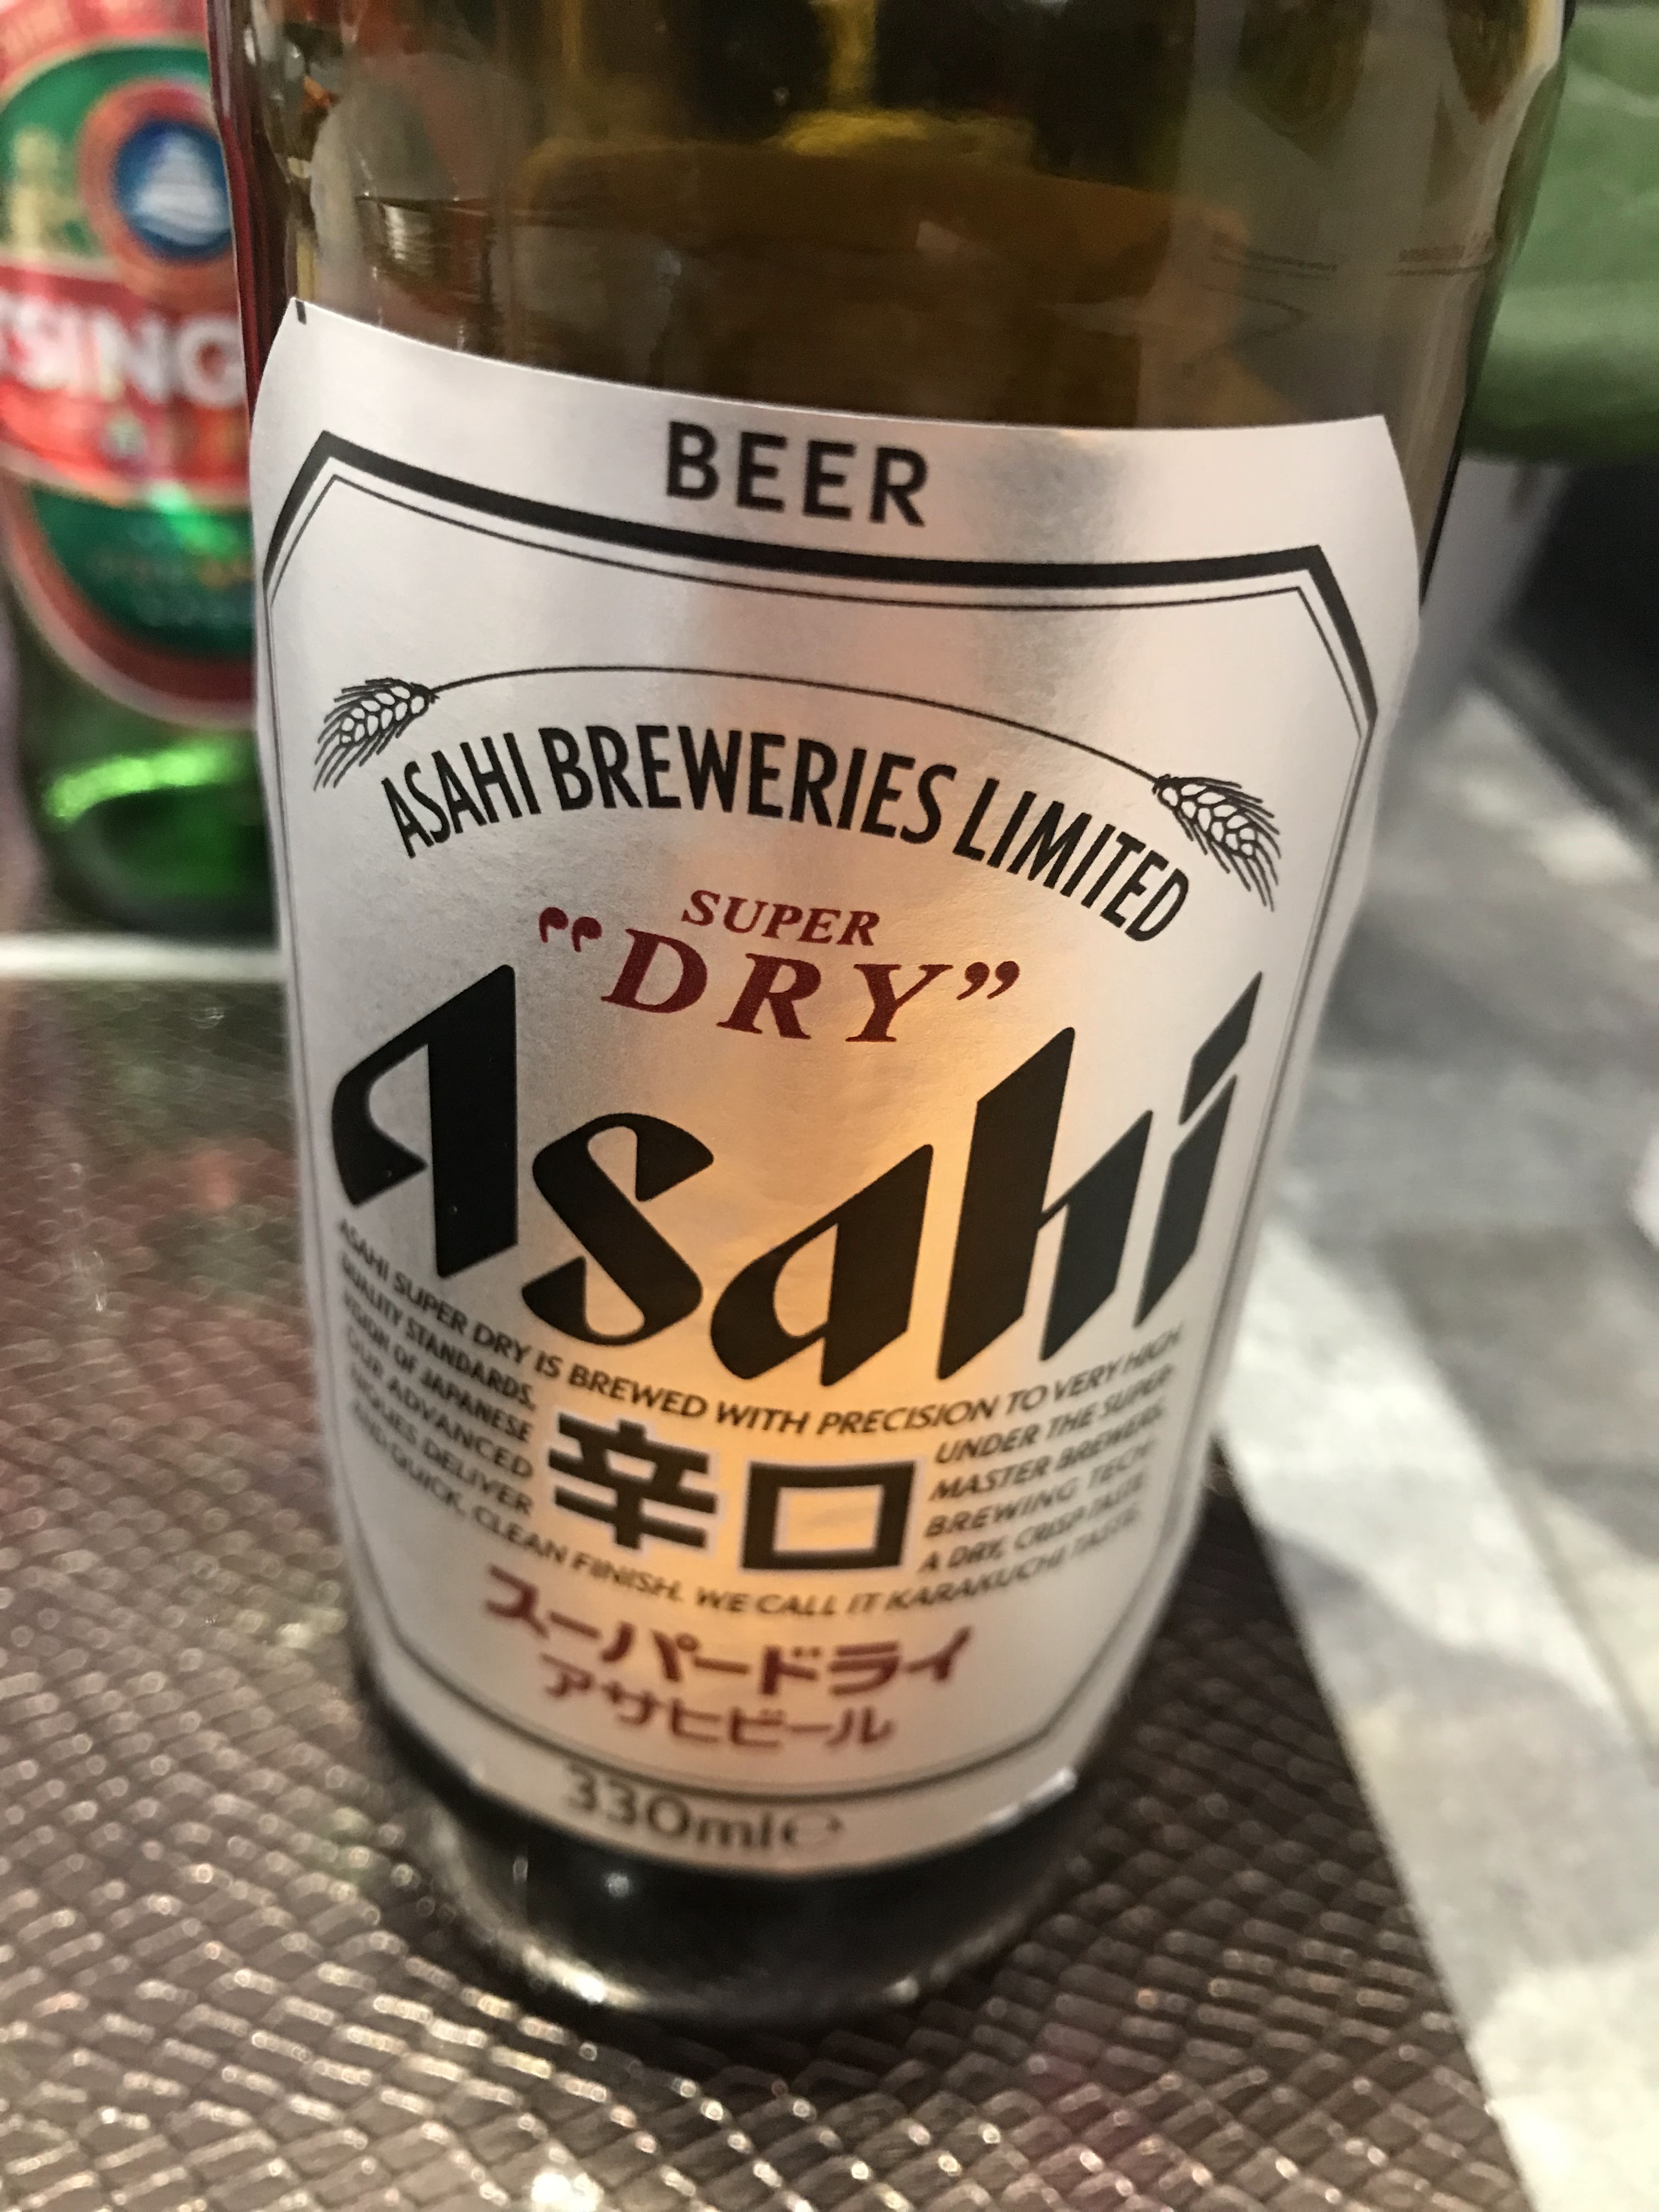 TSING
BEER
ASAHI BREWERIES LIMITED
SUPER
"DRY"
Asahi
ASAHI SUPER DRY IS BREWED WITH PRECISION TO VERY HIGH
QUALITY STANDARDS, UNDER THE SUPER-
VISION OF JAPANESE MASTER BREWERS.
OUR ADVANCED BREWING TECH-
NIQUES DELIVER A DRY, CRISP TASTE
AND QUICK, CLEAN FINISH. WE CALL IT KARAKUCHI TASTE.
辛口
スーパードライ
アサヒビール
330ml℮